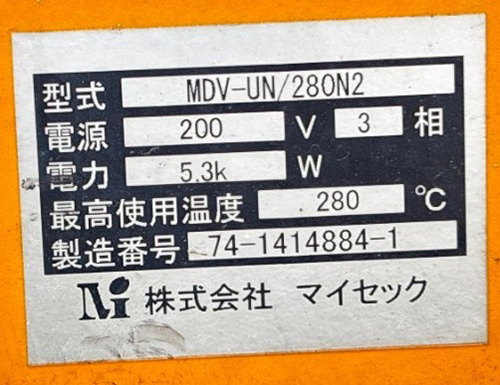 型式 MDV-UN/280N2
電源 200 V 3 相
電力 5.3k W
最高使用温度 280 ℃
製造番号 74-1414884-1
Mi 株式会社 マイセック